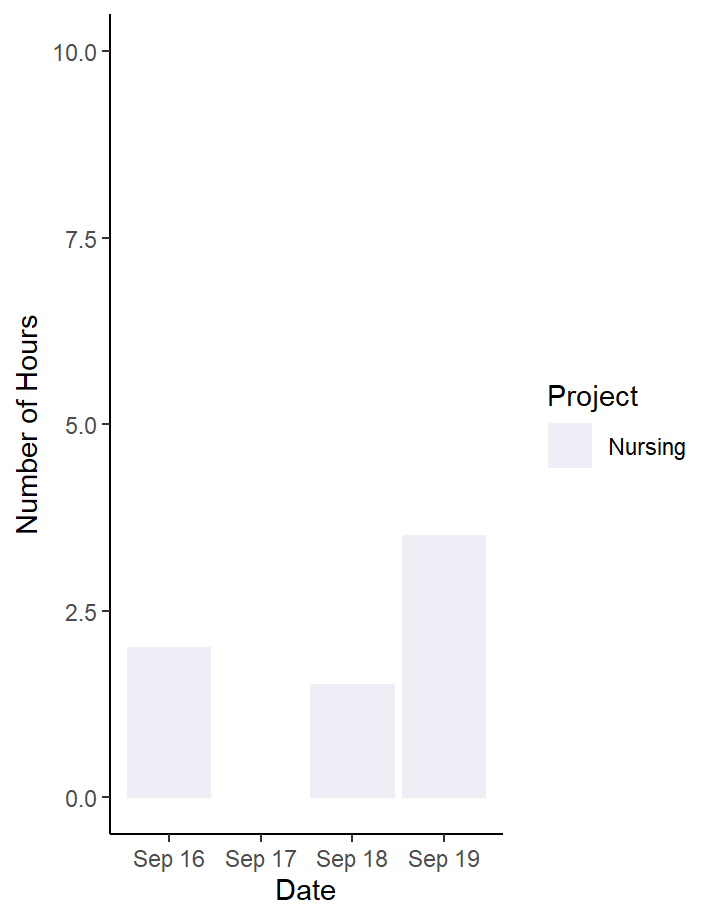 10.0
7.5
5.0
2.5
0.0
Number of Hours
Sep 16 Sep 17 Sep 18 Sep 19
Date
Project
Nursing